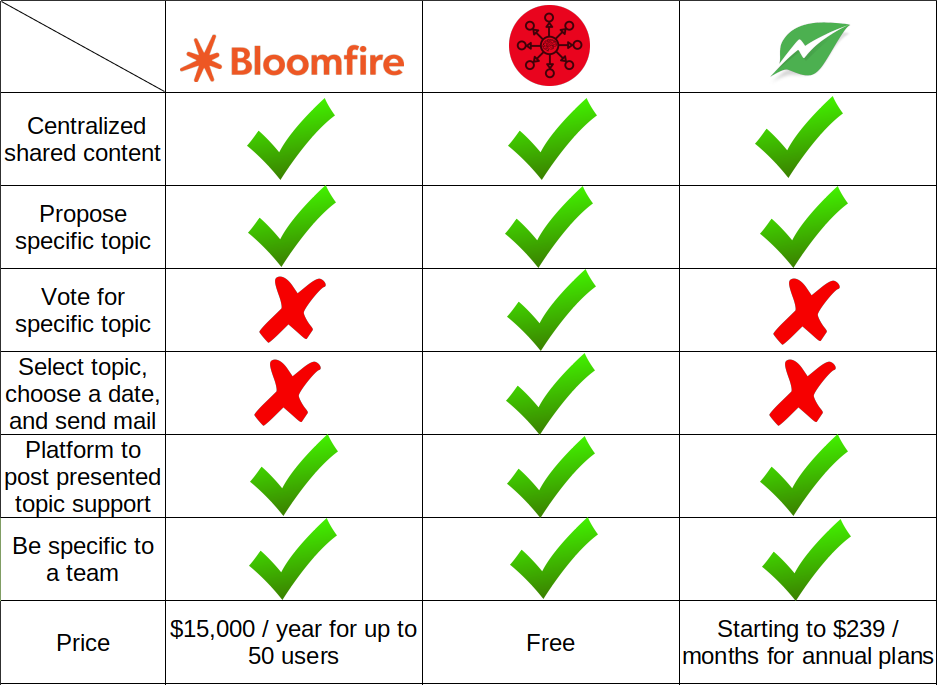 Bloomfire
Centralized
shared content
Propose
specific topic
Vote for
specific topic
Select topic,
choose a date,
and send mail
Platform to
post presented
topic support
Be specific to
a team
Price
$15,000 / year for up to
50 users
Free
Starting to $239 /
months for annual plans